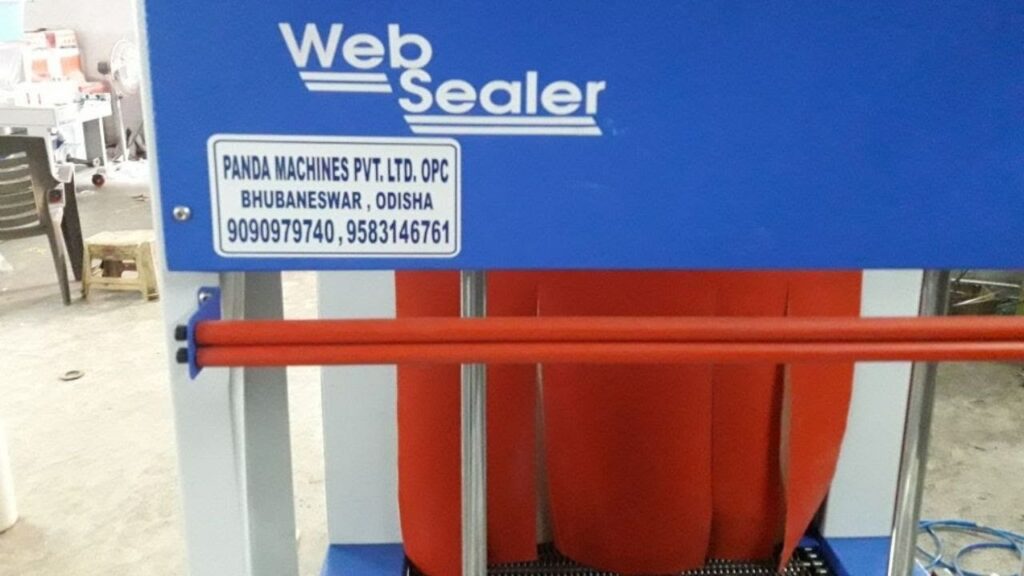 Web
Sealer
PANDA MACHINES PVT. LTD. OPC
BHUBANESWAR , ODISHA
9090979740 , 9583146761